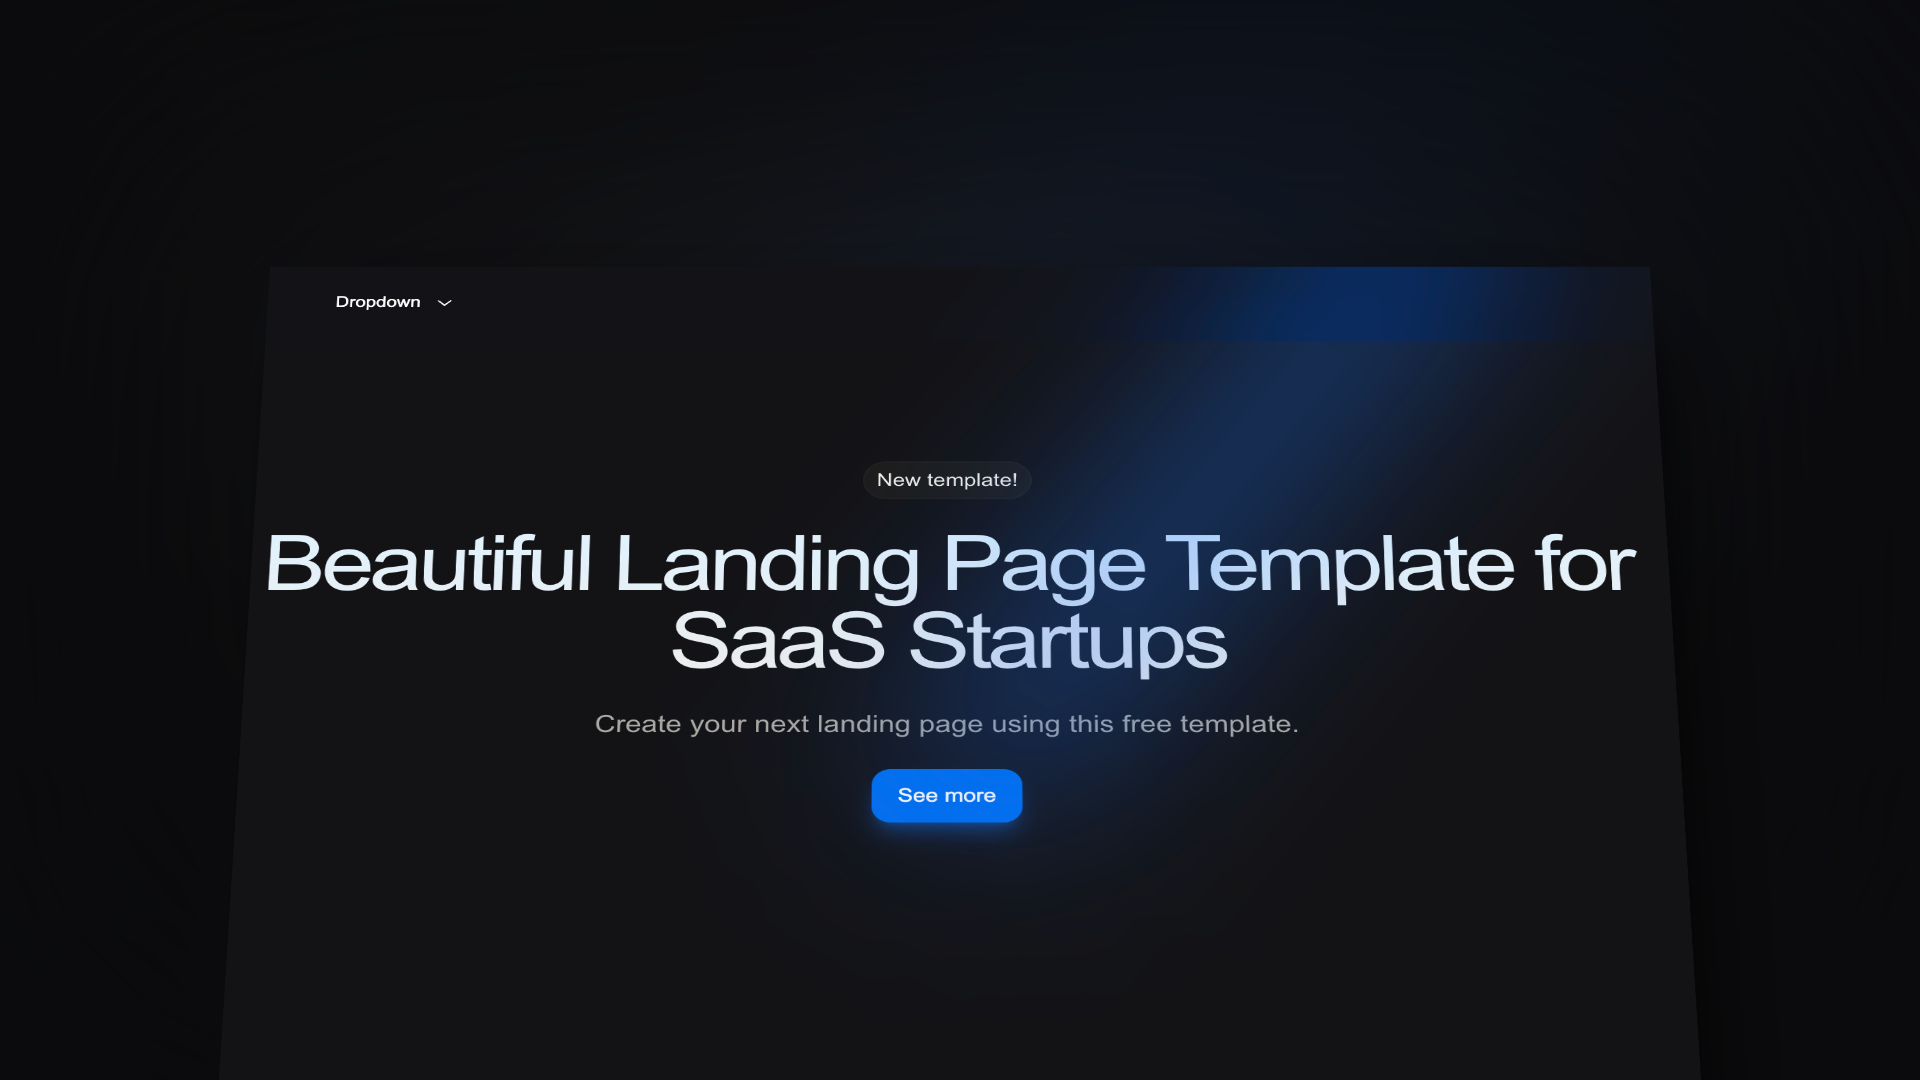 Dropdown
New template!
Beautiful Landing Page Template for
SaaS Startups
Create your next landing page using this free template.
See more